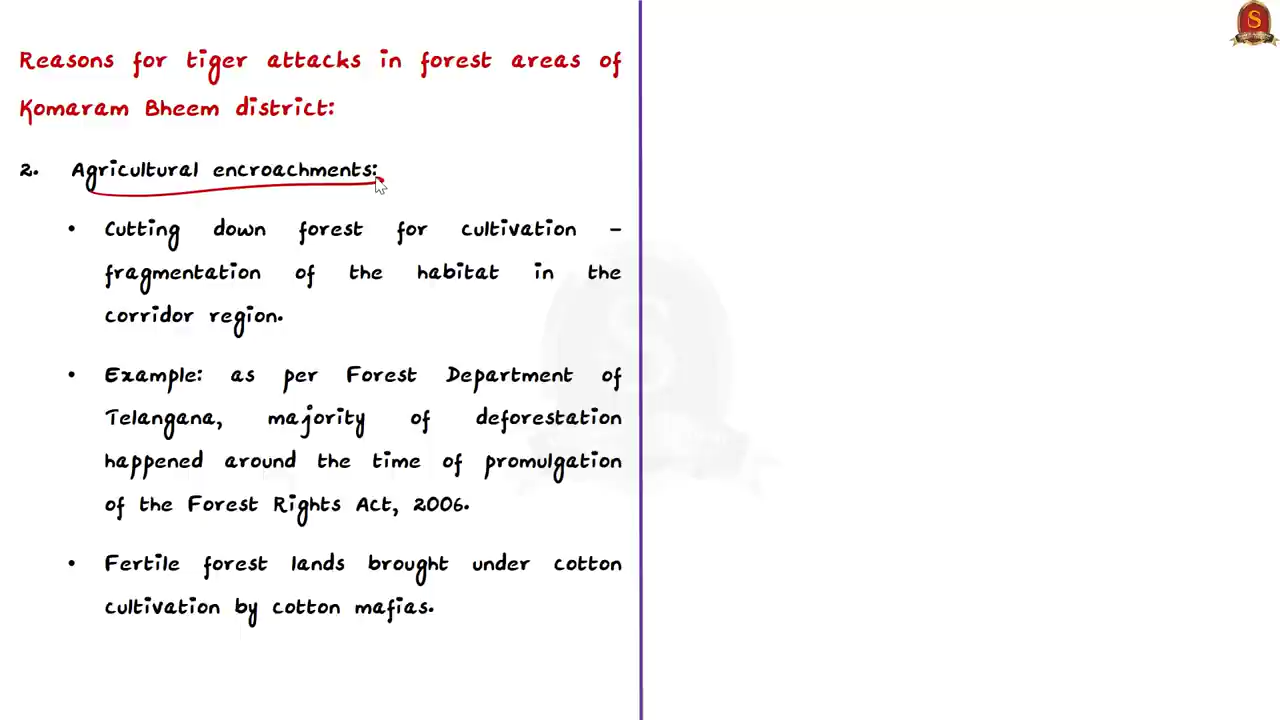 Reasons for tiger attacks in forest areas of
Komaram Bheem district:
2. Agricultural encroachments:
• Cutting down forest for cultivation –
fragmentation of the habitat in the
corridor region.
• Example: as per Forest Department of
Telangana, majority of deforestation
happened around the time of promulgation
of the Forest Rights Act, 2006.
• Fertile forest lands brought under cotton
cultivation by cotton mafias.
S